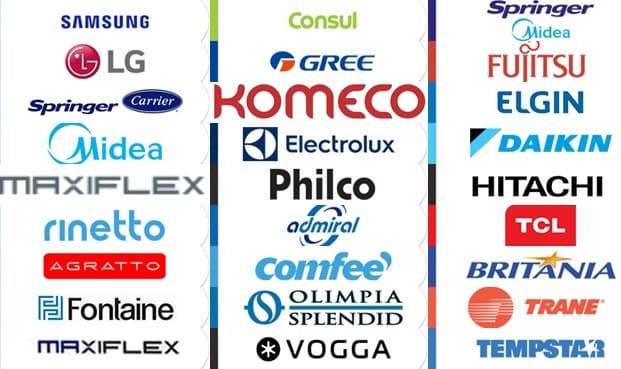 SAMSUNG
LG
Springer Carrier
Midea
MAXIFLEX
rinetto
AGRATTO
Fontaine
MAXIFLEX
Consul
GREE
KOMECO
Electrolux
Philco
admiral
comfee
OLIMPIA
SPLENDID
VOGGA
Springer
Midea
FUJITSU
ELGIN
DAIKIN
HITACHI
TCL
BRITANIA
TRANE
TEMPSTAR